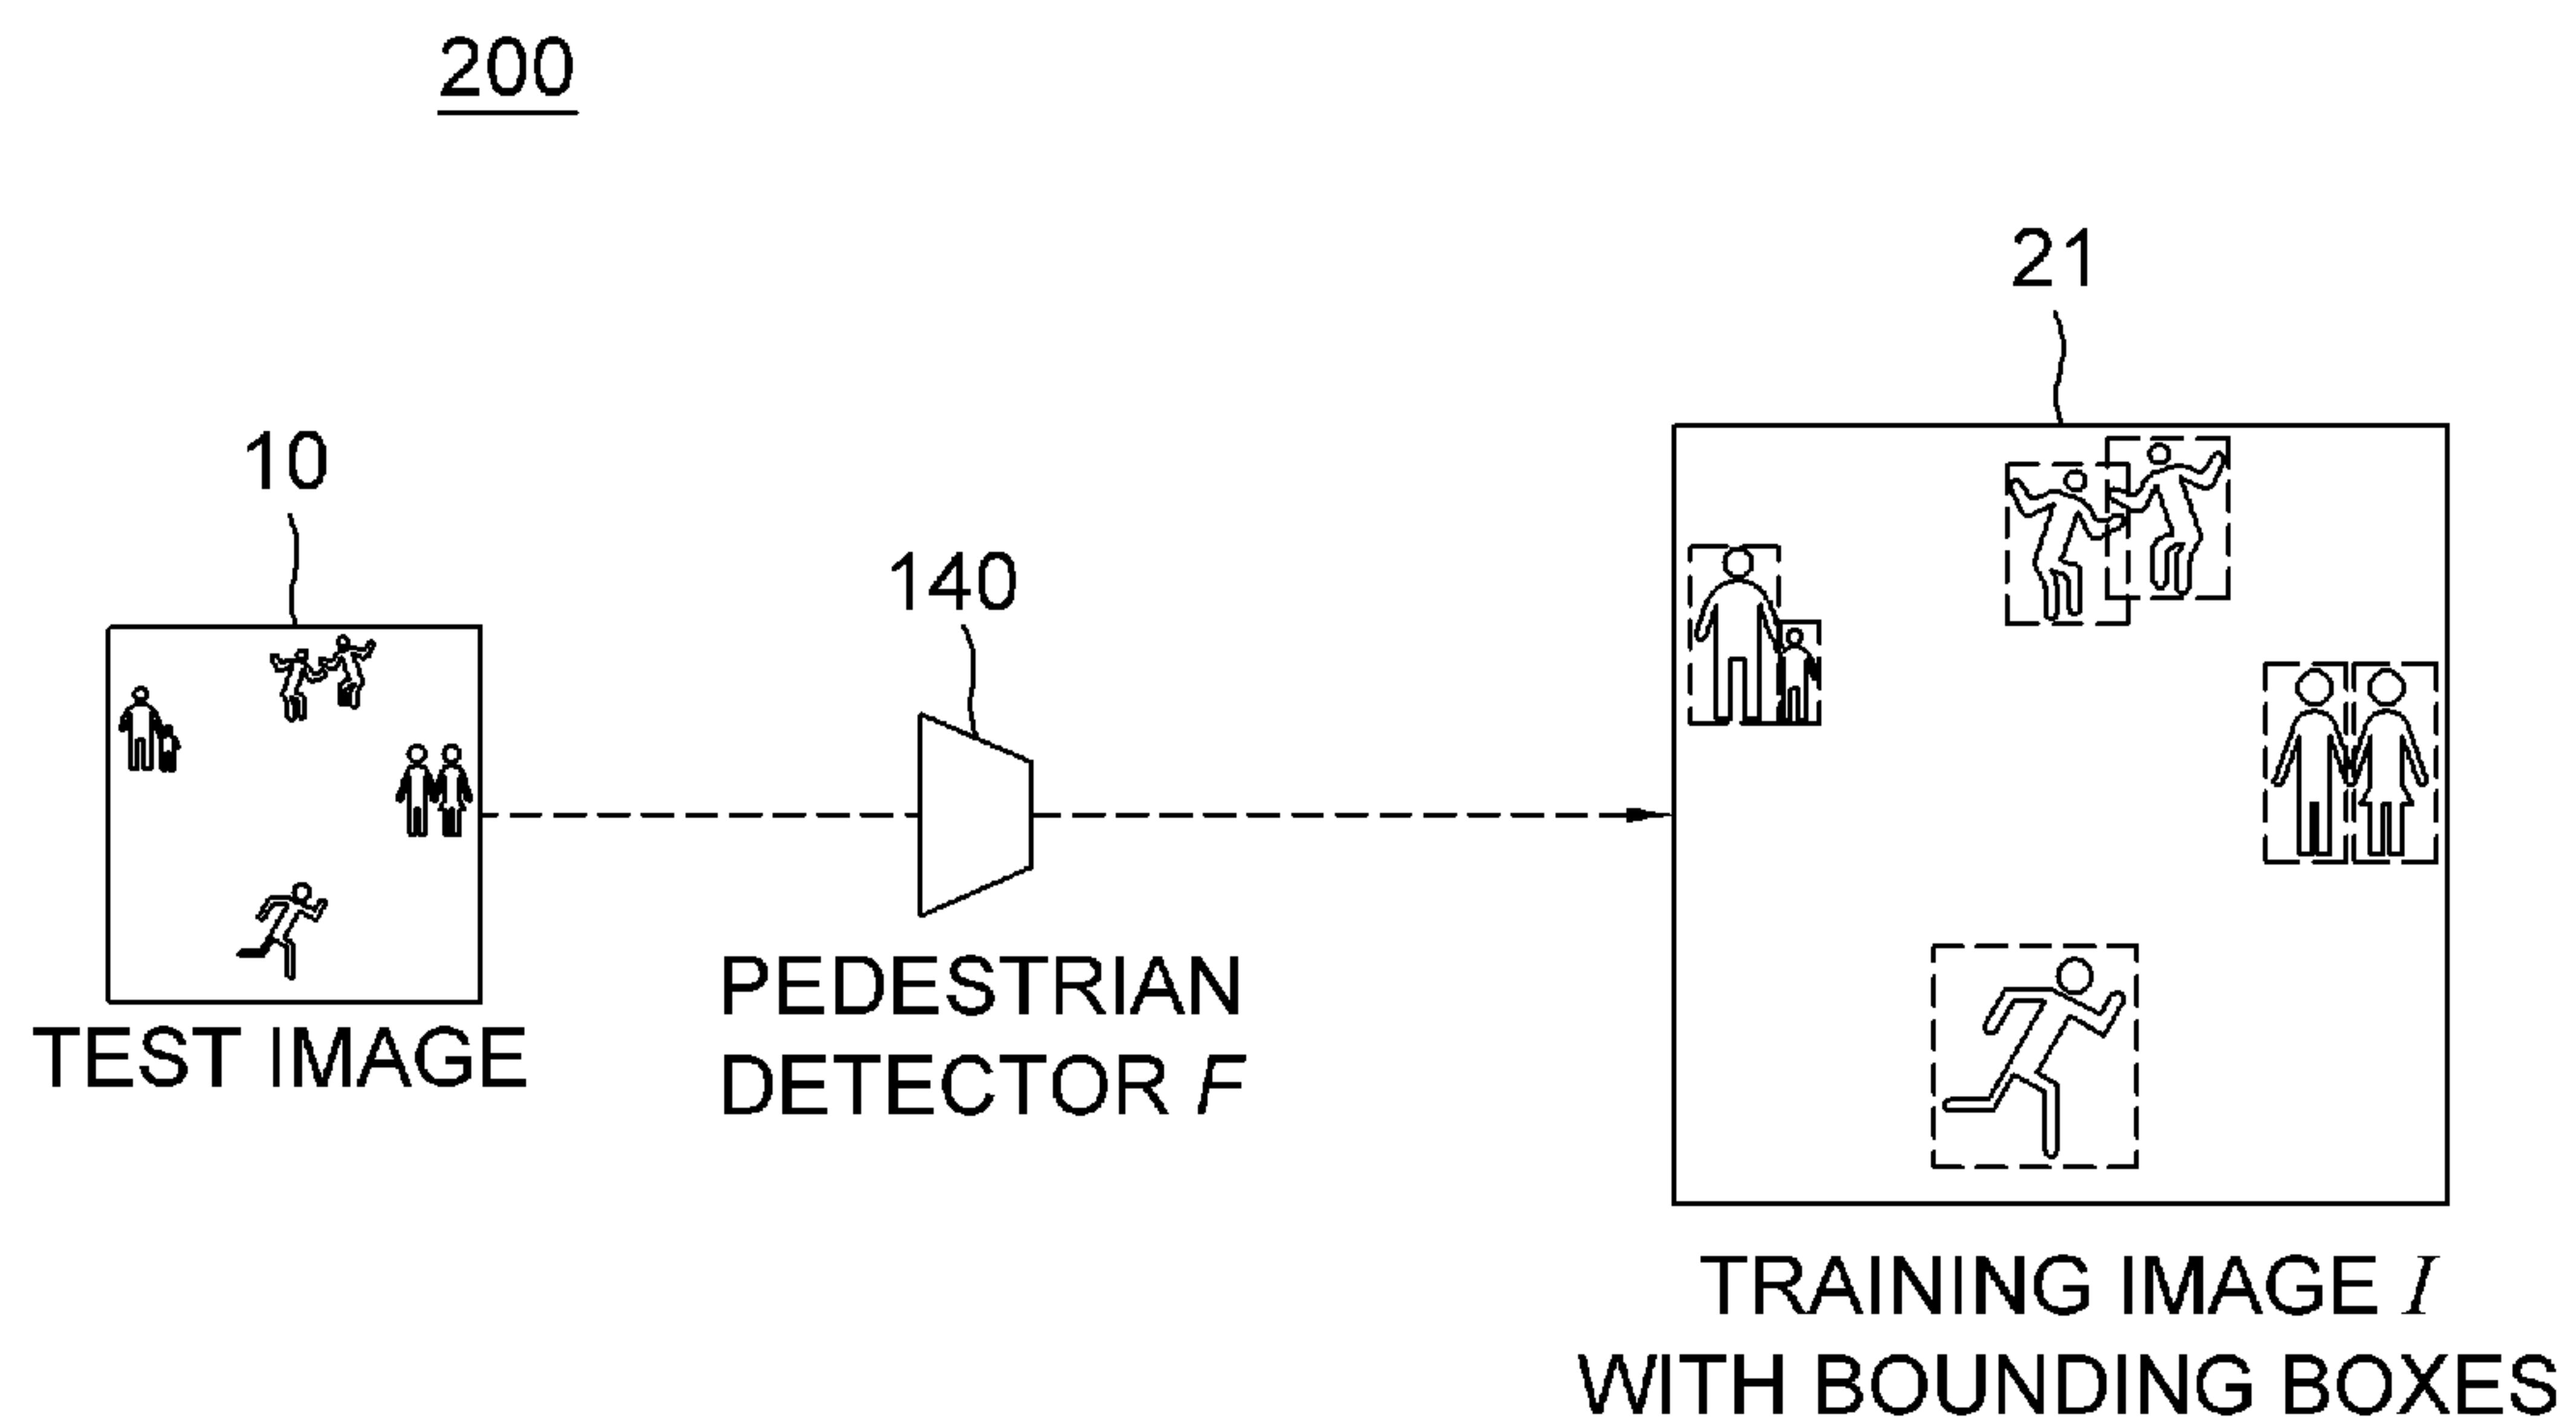 200
21
10
140
TEST IMAGE
PEDESTRIAN
DETECTOR F
TRAINING IMAGE I
WITH BOUNDING BOXES